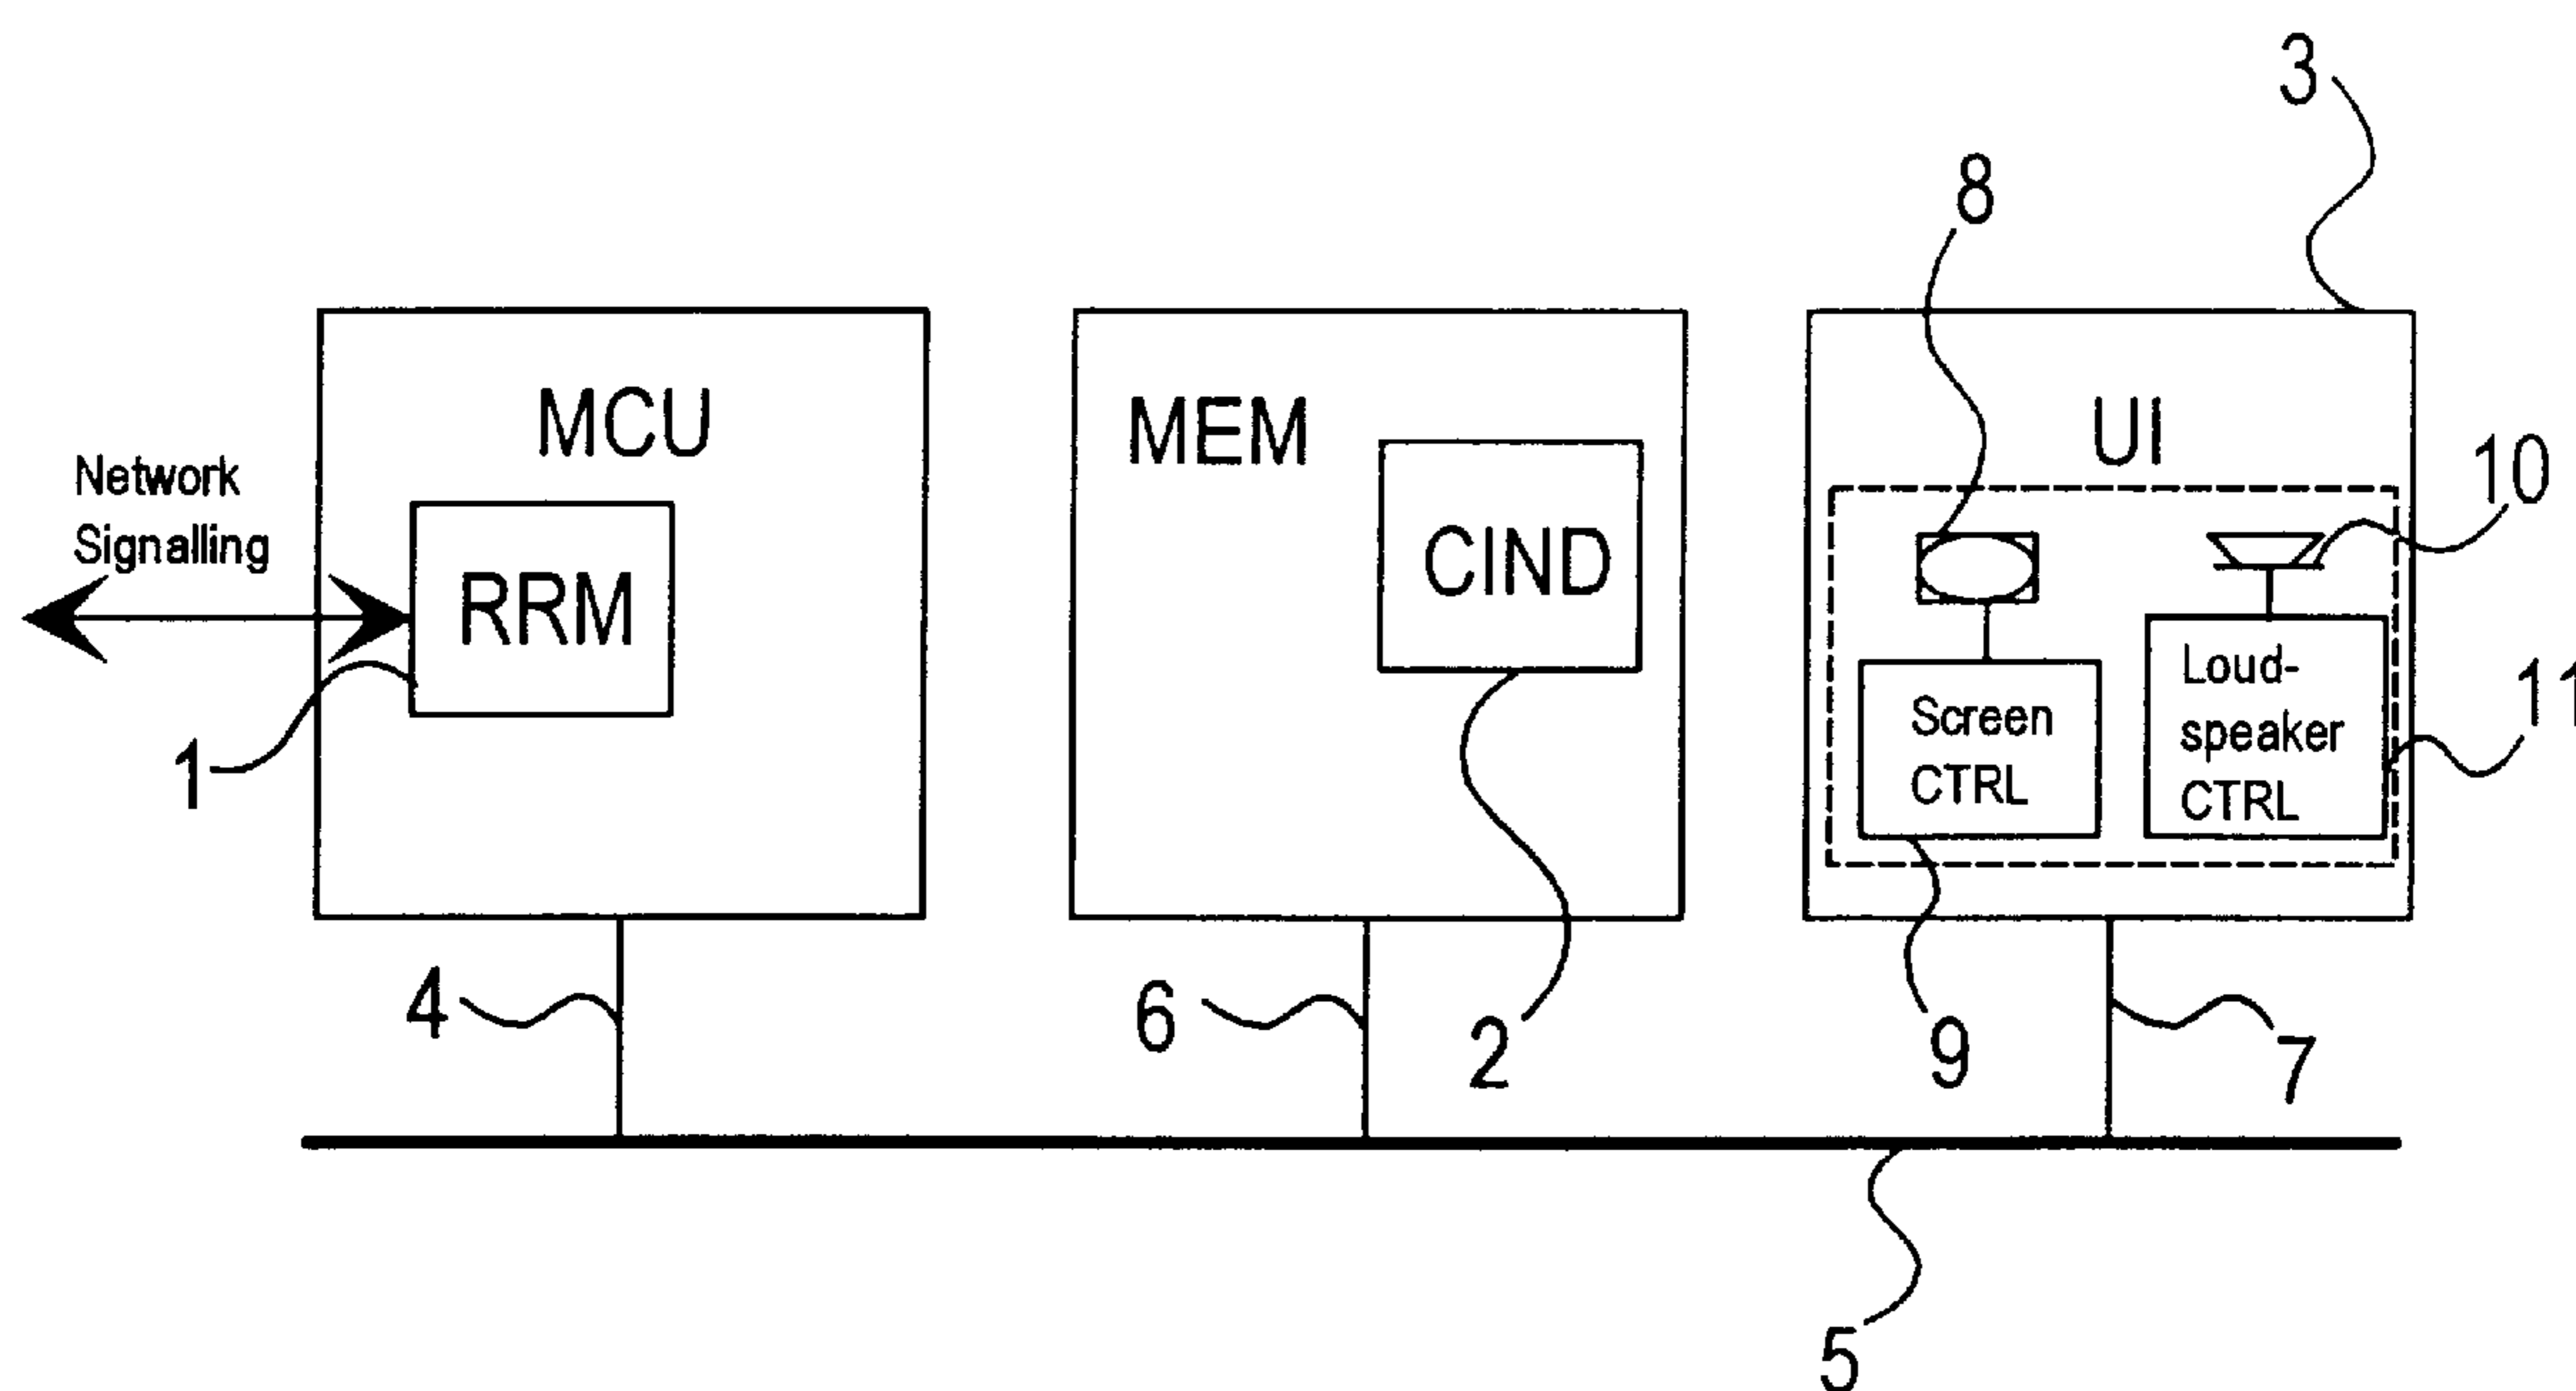 3
8
MCU
MEM
UI
10
Network
Signalling
RRM
CIND
Loud-
speaker
CTRL
Screen
CTRL
11
1
4
6
2
9
7
5